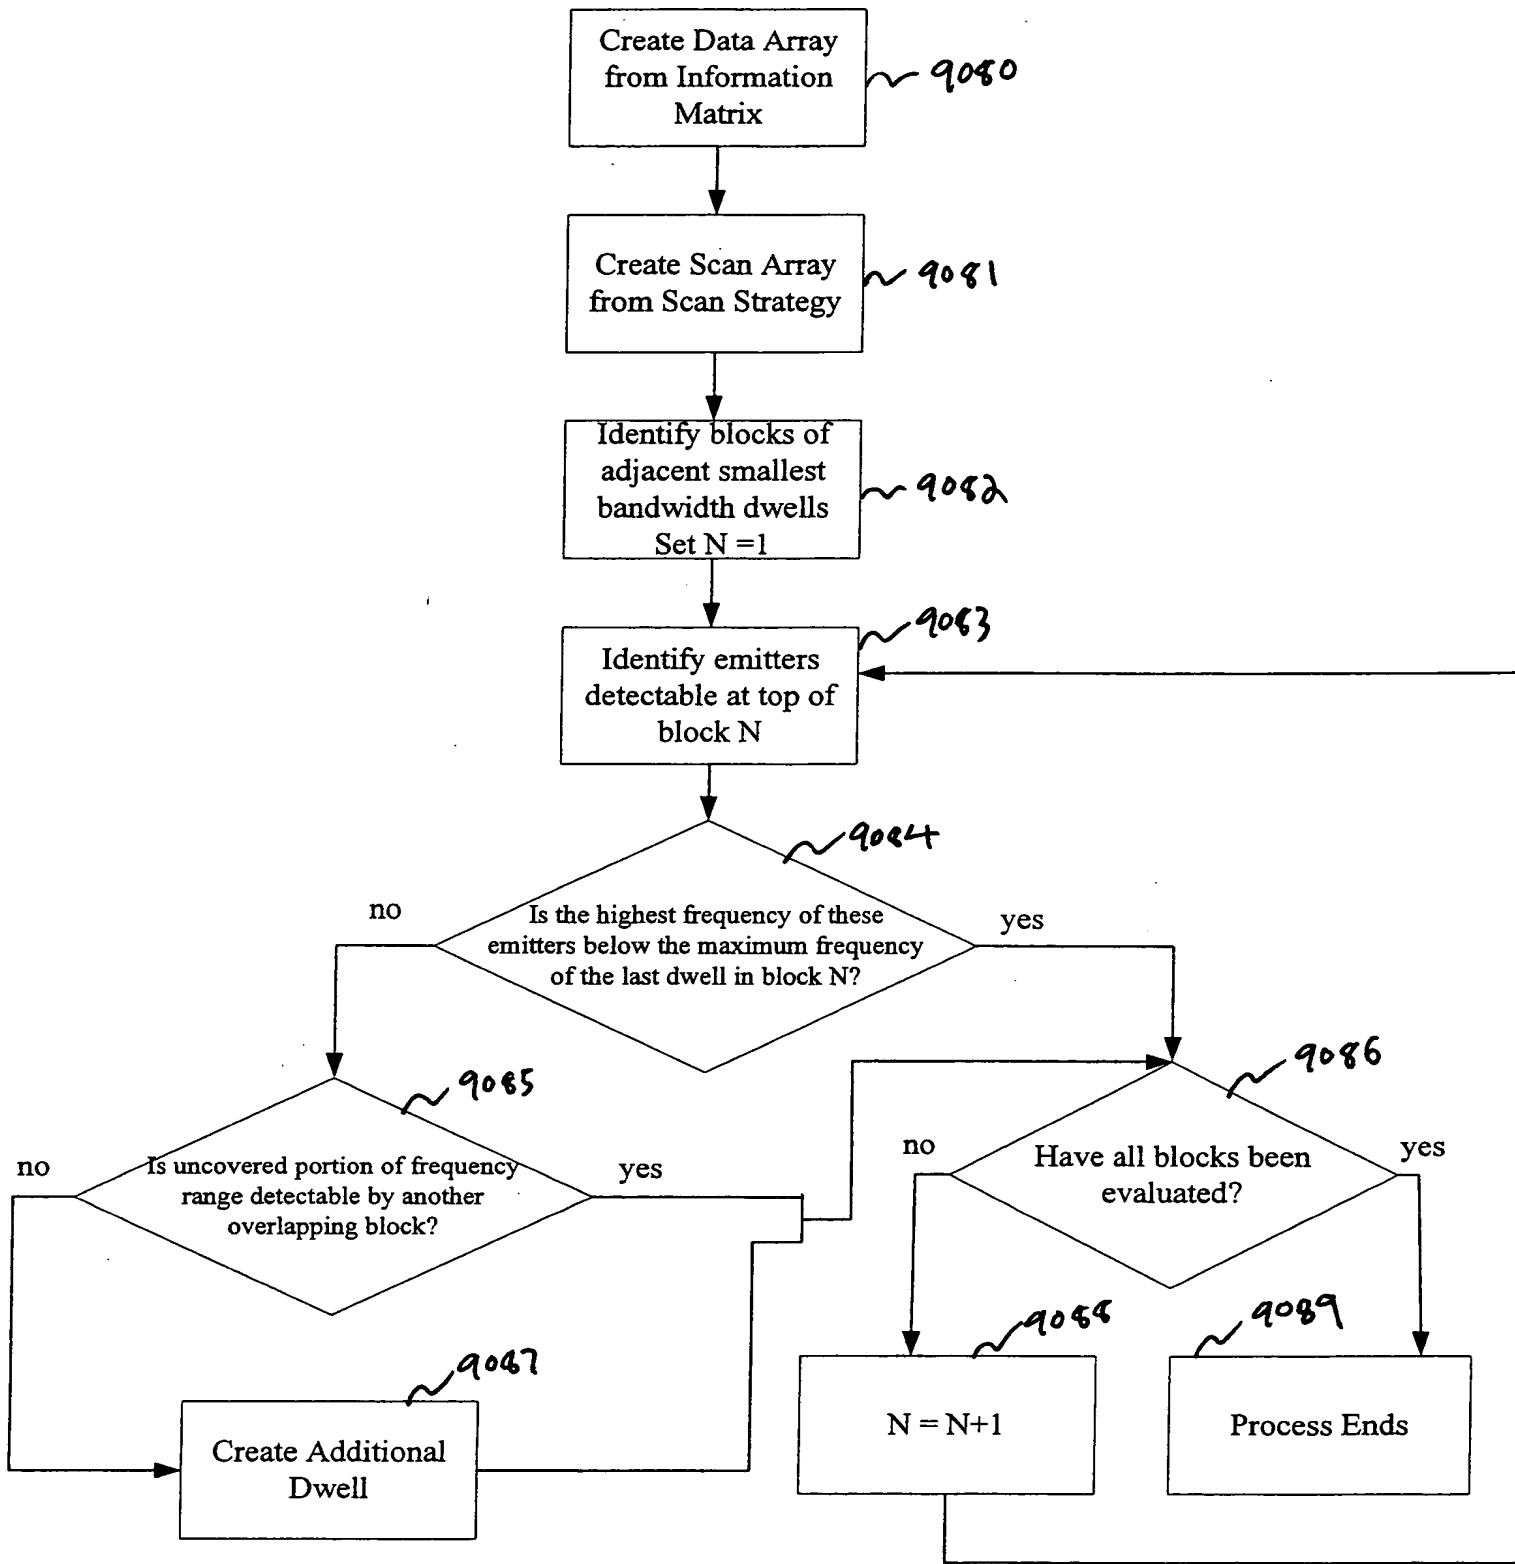 Create Data Array
from Information
Matrix
9080
Create Scan Array
from Scan Strategy
9081
Identify blocks of
adjacent smallest
bandwidth dwells
Set N =1
9082
9083
Identify emitters
detectable at top of
block N
9084
no
yes
Is the highest frequency of these
emitters below the maximum frequency
of the last dwell in block N?
9085
9086
no
yes
Is uncovered portion of frequency
range detectable by another
overlapping block?
no
yes
Have all blocks been
evaluated?
9087
Create Additional
Dwell
9088
N = N+1
9089
Process Ends